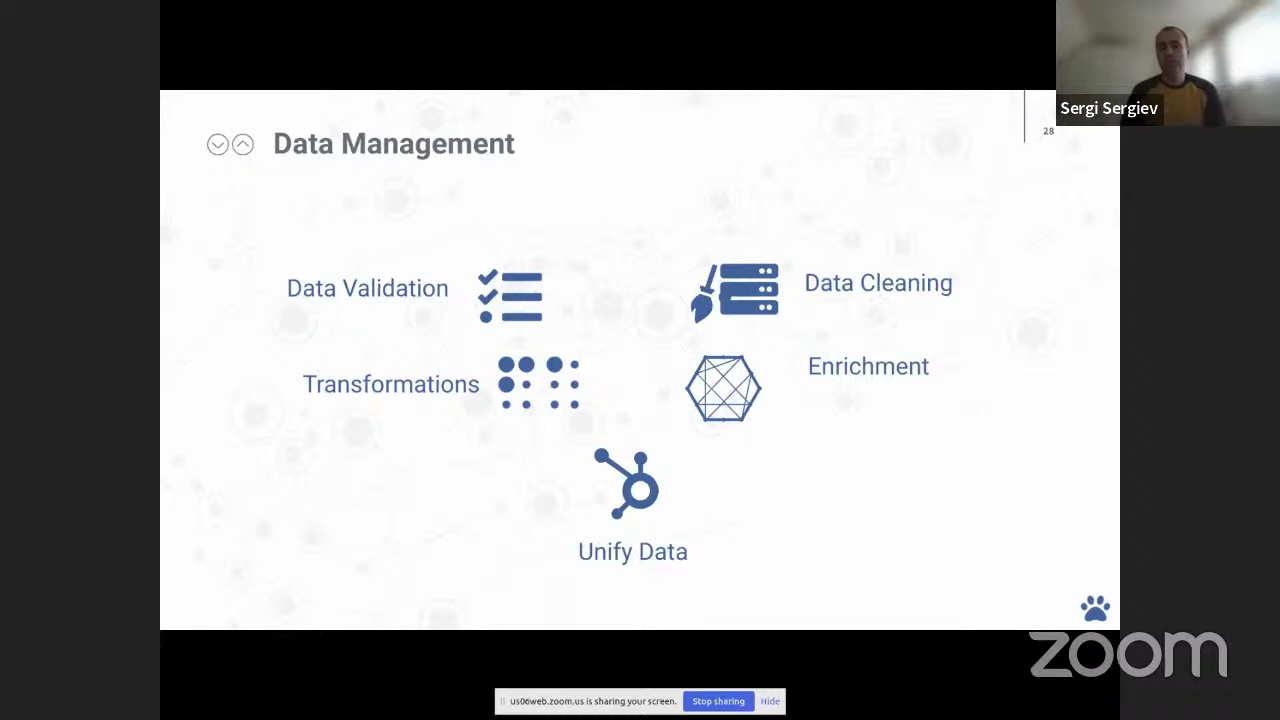 Sergi Sergiev
28
Data Management
Data Validation
Data Cleaning
Transformations
Enrichment
Unify Data
zoom
us06web.zoom.us is sharing your screen.
Stop sharing
Hide